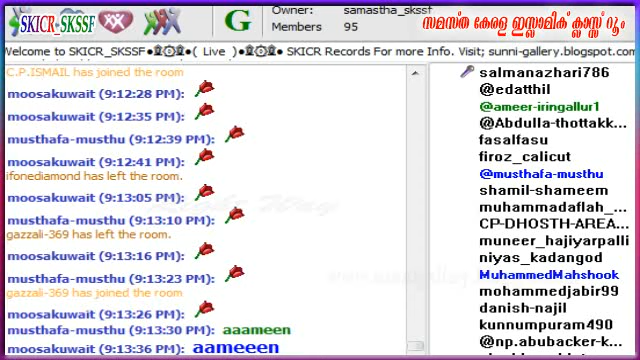 SKICR_SKSSF
Owner: samastha_skssf
Members 95
G
സമസ്ത കേരള ഇസ്ലാമിക് ക്ലാസ്സ് റൂം
Welcome to SKICR_SKSSF ( Live ) SKICR Records For more Info. Visit; sunni-gallery.blogspot.com
C.P.ISMAIL has joined the room
moosakuwait (9:12:28 PM):
moosakuwait (9:12:35 PM):
musthafa-musthu (9:12:39 PM):
moosakuwait (9:12:41 PM):
ifonediamond has left the room.
moosakuwait (9:13:05 PM):
musthafa-musthu (9:13:10 PM):
gazzali-369 has left the room.
moosakuwait (9:13:16 PM):
musthafa-musthu (9:13:23 PM):
gazzali-369 has joined the room
moosakuwait (9:13:26 PM):
musthafa-musthu (9:13:30 PM): aaameen
moosakuwait (9:13:36 PM): aameeen
salmanazhari786
@edatthil
@ameer-iringallur1
@Abdulla-thottakk...
fasalfasu
firoz_calicut
@musthafa-musthu
shamil-shameem
muhammadaflah_...
CP-DHOSTH-AREA...
muneer_hajiyarpalli
niyas_kadangod
MuhammedMahshook
mohammedjabir99
danish-najil
kunnumpuram490
@np.abubacker-k...